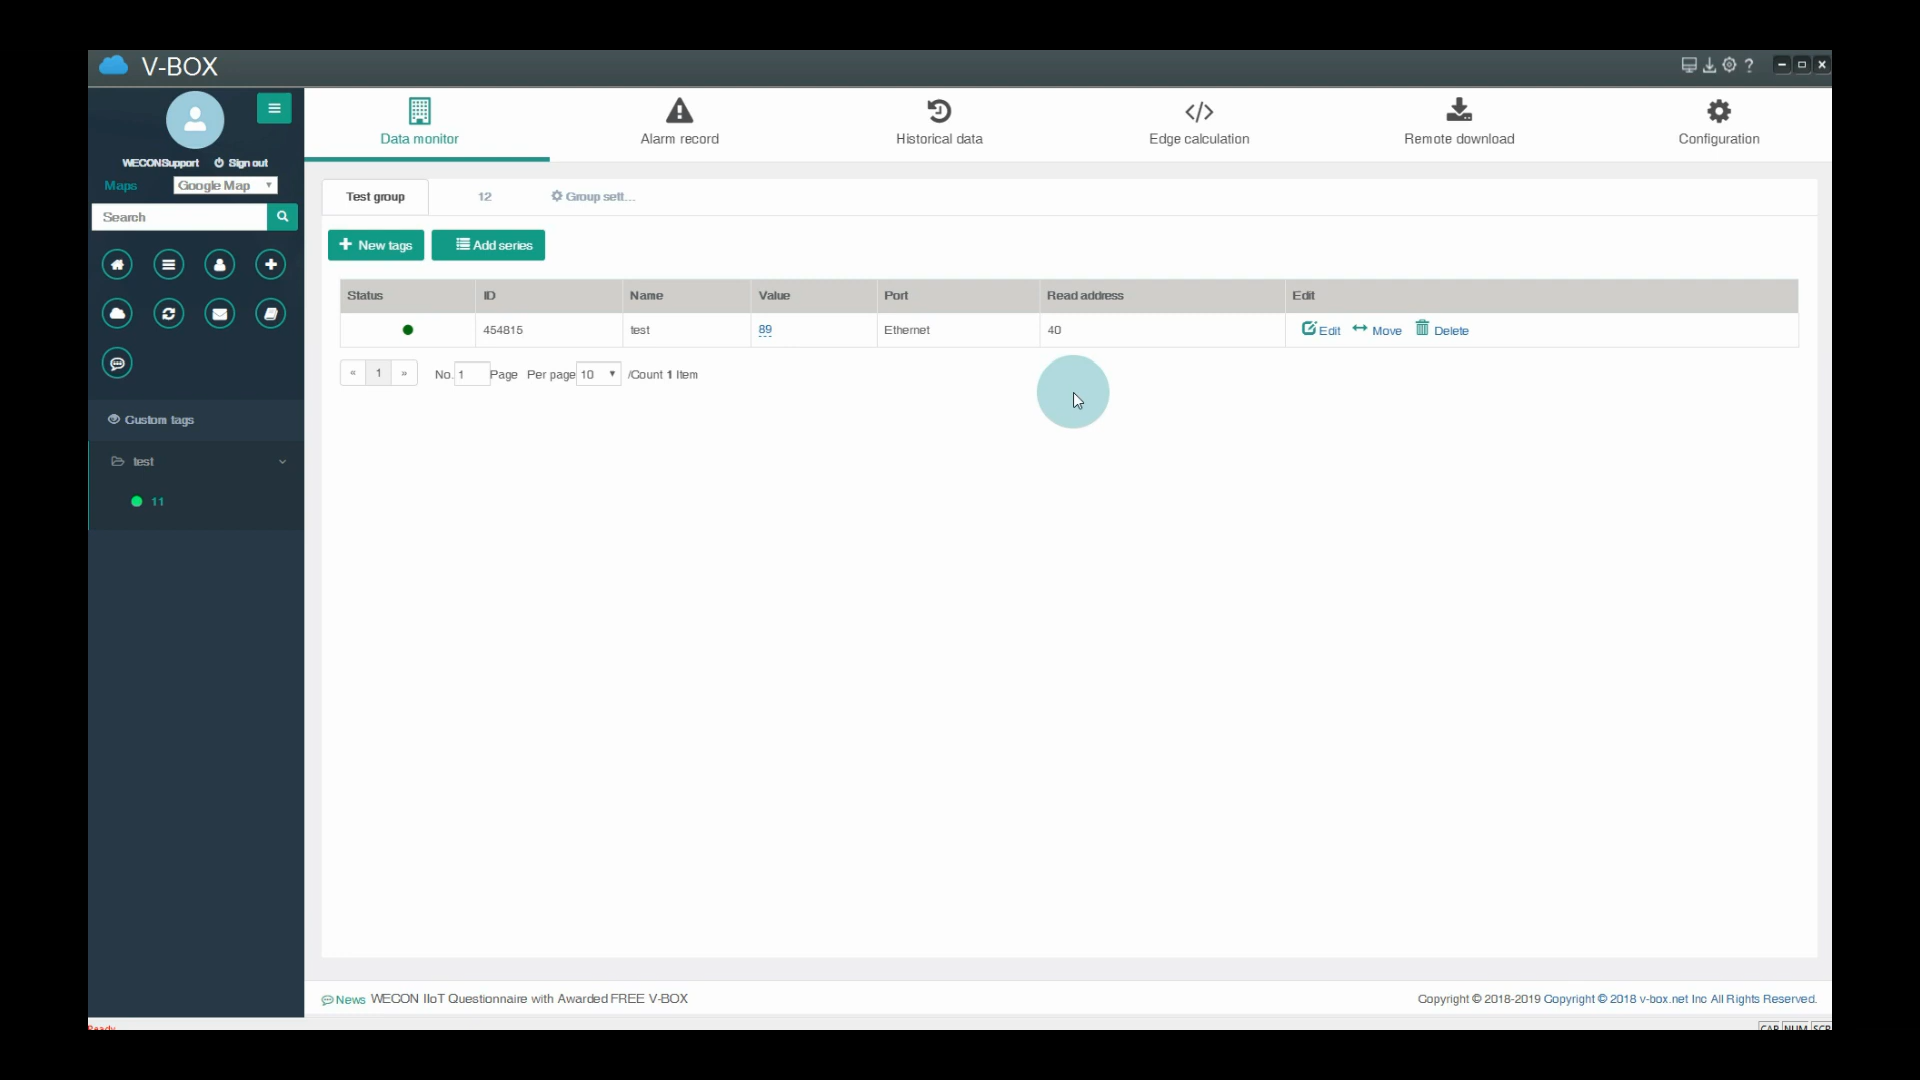 V-BOX
WECONSupport Sign out
Maps Google Map
Search
Custom tags
test
11
Data monitor
Alarm record
Historical data
Edge calculation
Remote download
Configuration
Test group 12 Group sett...
New tags Add series
Status ID Name Value Port Read address Edit
454815 test 89 Ethernet 40 Edit Move Delete
« 1 » No. 1 Page Per page 10 /Count 1 Item
News WECON IIoT Questionnaire with Awarded FREE V-BOX
Copyright © 2018-2019 Copyright © 2018 v-box.net Inc All Rights Reserved.
Ready
CAP NUM SCR